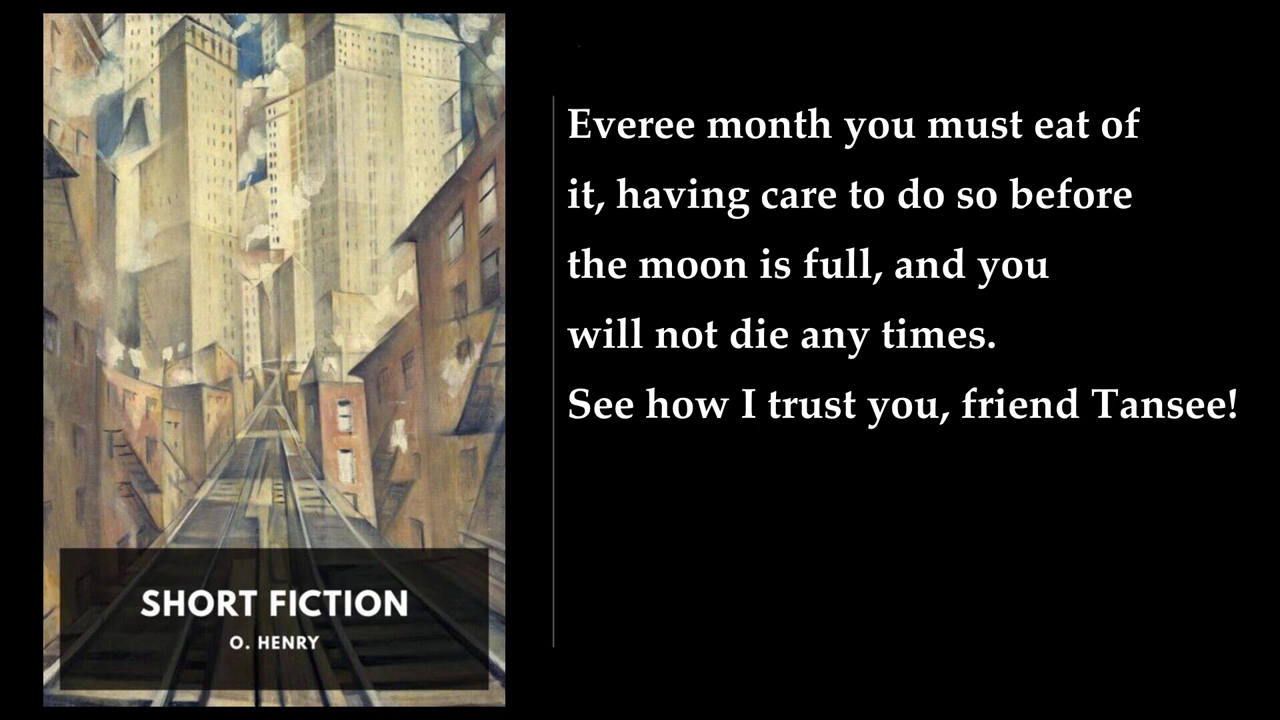 Everee month you must eat of
it, having care to do so before
the moon is full, and you
will not die any times.
See how I trust you, friend Tansee!
SHORT FICTION
O. HENRY